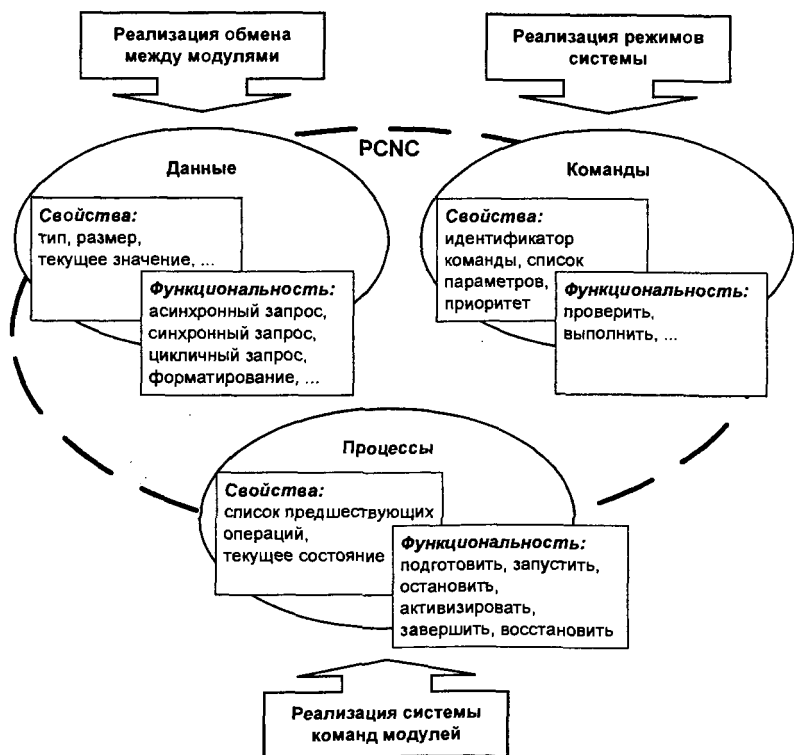 Реализация обмена
между модулями
Реализация режимов
системы
PCNC
Данные
Свойства:
тип, размер,
текущее значение, ...
Функциональность:
асинхронный запрос,
синхронный запрос,
цикличный запрос,
форматирование, ...
Команды
Свойства:
идентификатор
команды, список
параметров,
приоритет
Функциональность:
проверить,
выполнить, ...
Процессы
Свойства:
список предшествующих
операций,
текущее состояние
Функциональность:
подготовить, запустить,
остановить,
активизировать,
завершить, восстановить
Реализация системы
команд модулей